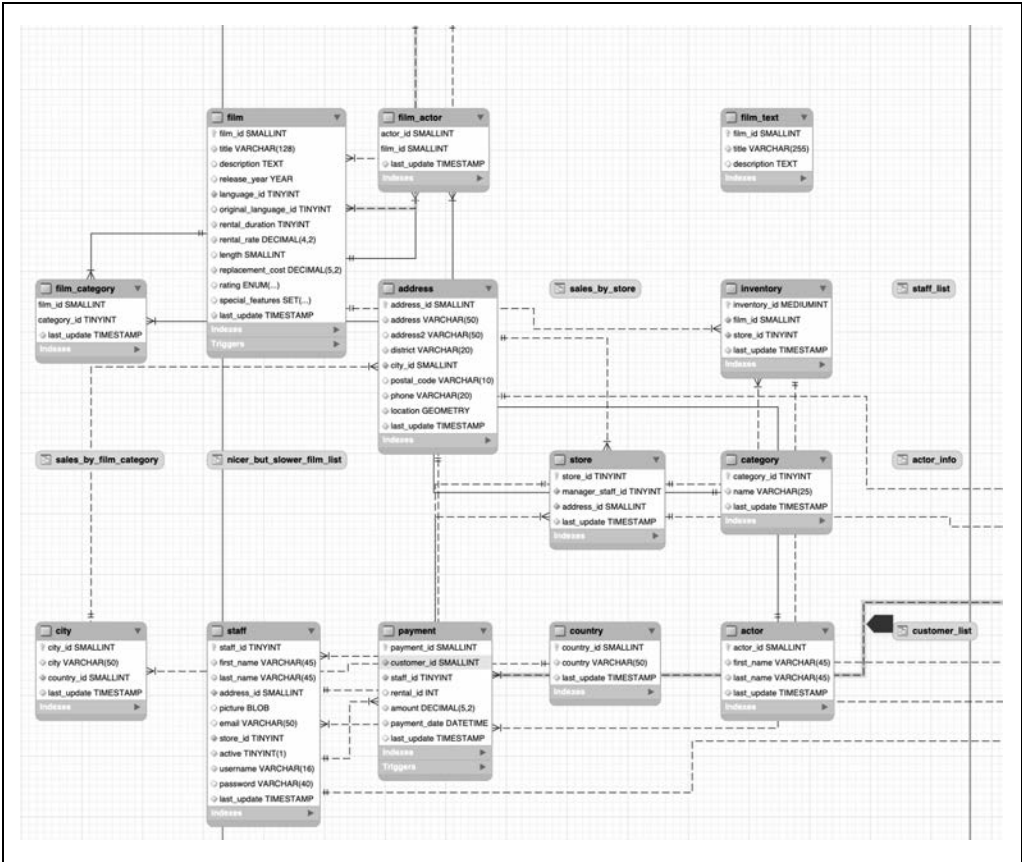 film
film_id SMALLINT
title VARCHAR(128)
description TEXT
release_year YEAR
language_id TINYINT
original_language_id TINYINT
rental_duration TINYINT
rental_rate DECIMAL(4,2)
length SMALLINT
replacement_cost DECIMAL(5,2)
rating ENUM(...)
special_features SET(...)
last_update TIMESTAMP
Indexes
Triggers
film_actor
actor_id SMALLINT
film_id SMALLINT
last_update TIMESTAMP
Indexes
film_text
film_id SMALLINT
title VARCHAR(255)
description TEXT
Indexes
film_category
film_id SMALLINT
category_id TINYINT
last_update TIMESTAMP
Indexes
address
address_id SMALLINT
address VARCHAR(50)
address2 VARCHAR(50)
district VARCHAR(20)
city_id SMALLINT
postal_code VARCHAR(10)
phone VARCHAR(20)
location GEOMETRY
last_update TIMESTAMP
Indexes
sales_by_store
inventory
inventory_id MEDIUMINT
film_id SMALLINT
store_id TINYINT
last_update TIMESTAMP
Indexes
staff_list
sales_by_film_category
nicer_but_slower_film_list
store
store_id TINYINT
manager_staff_id TINYINT
address_id SMALLINT
last_update TIMESTAMP
Indexes
category
category_id TINYINT
name VARCHAR(25)
last_update TIMESTAMP
Indexes
actor_info
city
city_id SMALLINT
city VARCHAR(50)
country_id SMALLINT
last_update TIMESTAMP
Indexes
staff
staff_id TINYINT
first_name VARCHAR(45)
last_name VARCHAR(45)
address_id SMALLINT
picture BLOB
email VARCHAR(50)
store_id TINYINT
active TINYINT(1)
username VARCHAR(16)
password VARCHAR(40)
last_update TIMESTAMP
Indexes
payment
payment_id SMALLINT
customer_id SMALLINT
staff_id TINYINT
rental_id INT
amount DECIMAL(5,2)
payment_date DATETIME
last_update TIMESTAMP
Indexes
Triggers
country
country_id SMALLINT
country VARCHAR(50)
last_update TIMESTAMP
Indexes
actor
actor_id SMALLINT
first_name VARCHAR(45)
last_name VARCHAR(45)
last_update TIMESTAMP
Indexes
customer_list